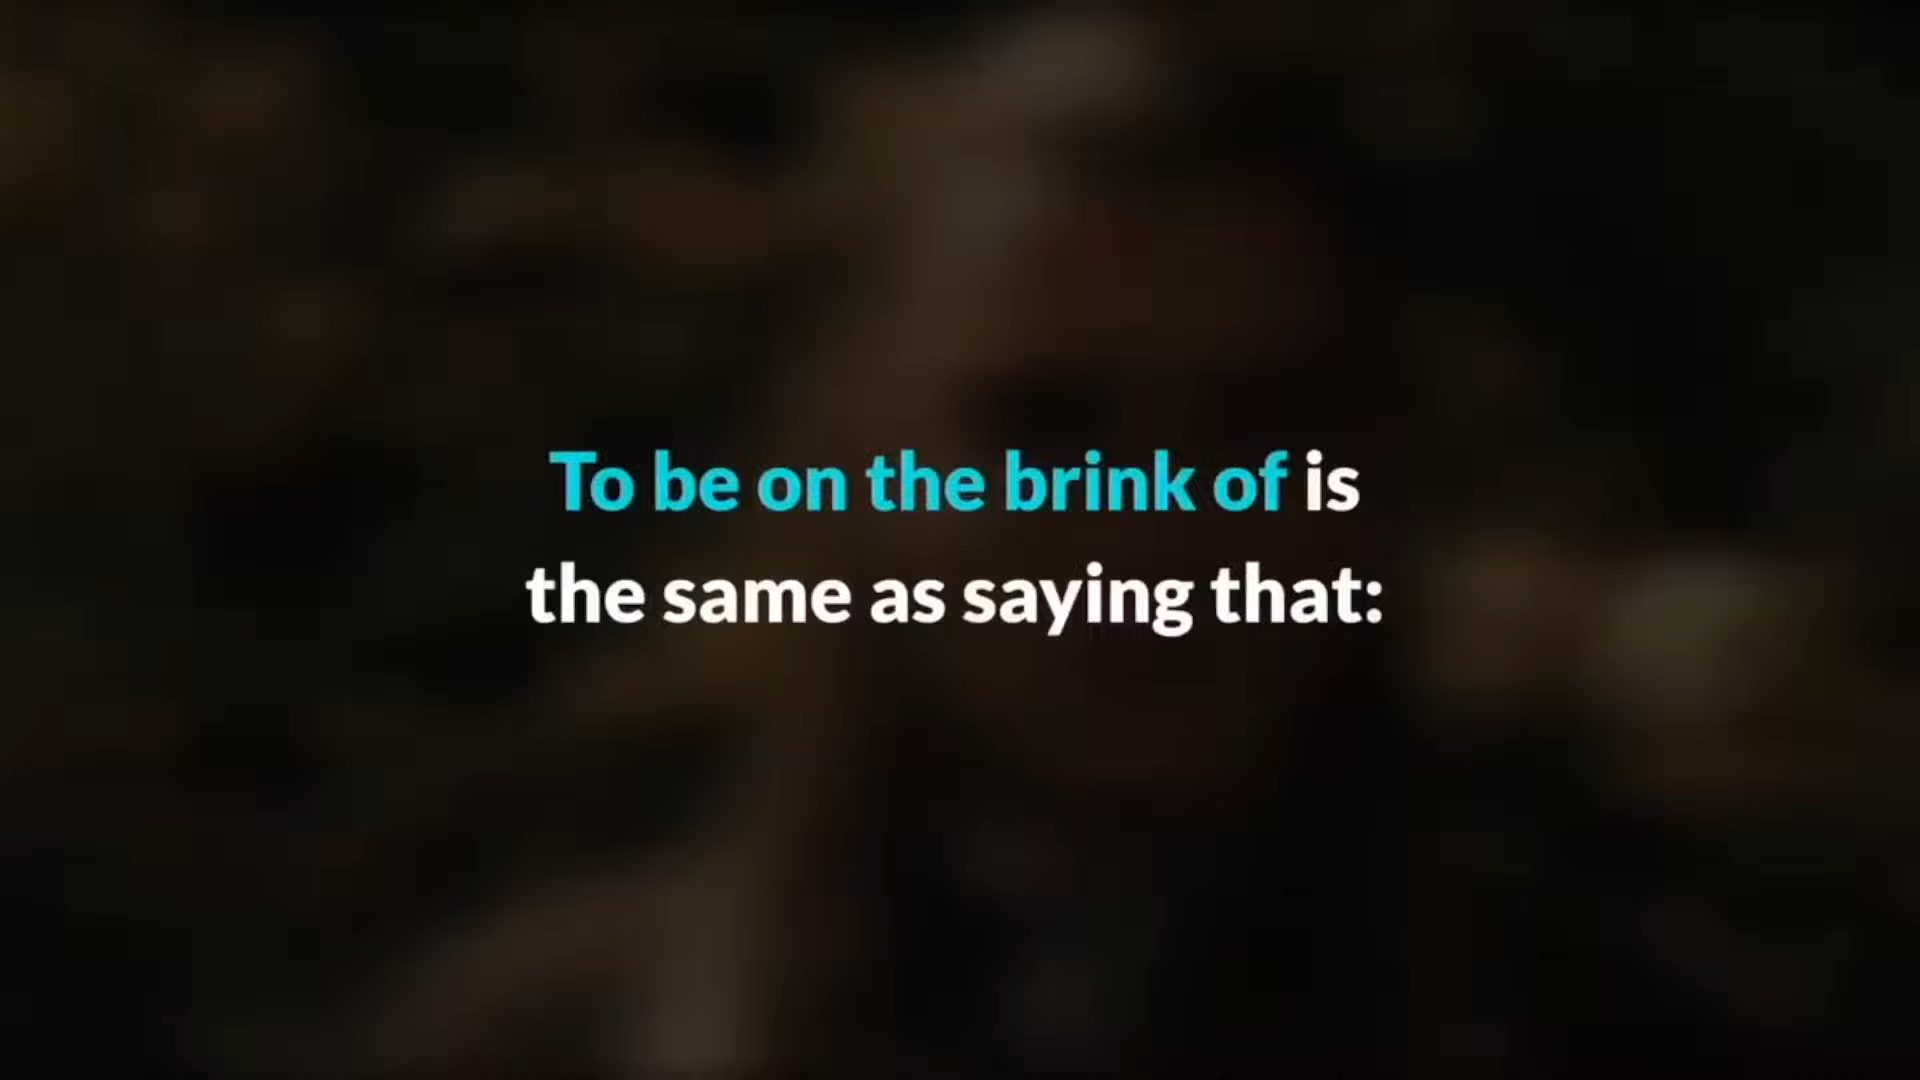 To be on the brink of is
the same as saying that: